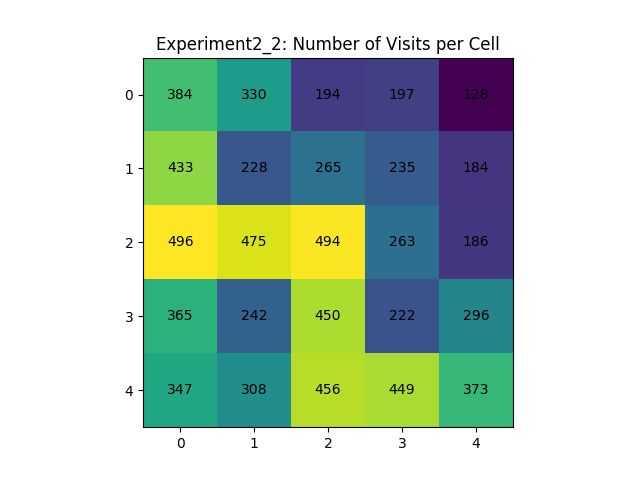 Experiment2_2: Number of Visits per Cell
0 384 330 194 197 128
1 433 228 265 235 184
2 496 475 494 263 186
3 365 242 450 222 296
4 347 308 456 449 373
0 1 2 3 4